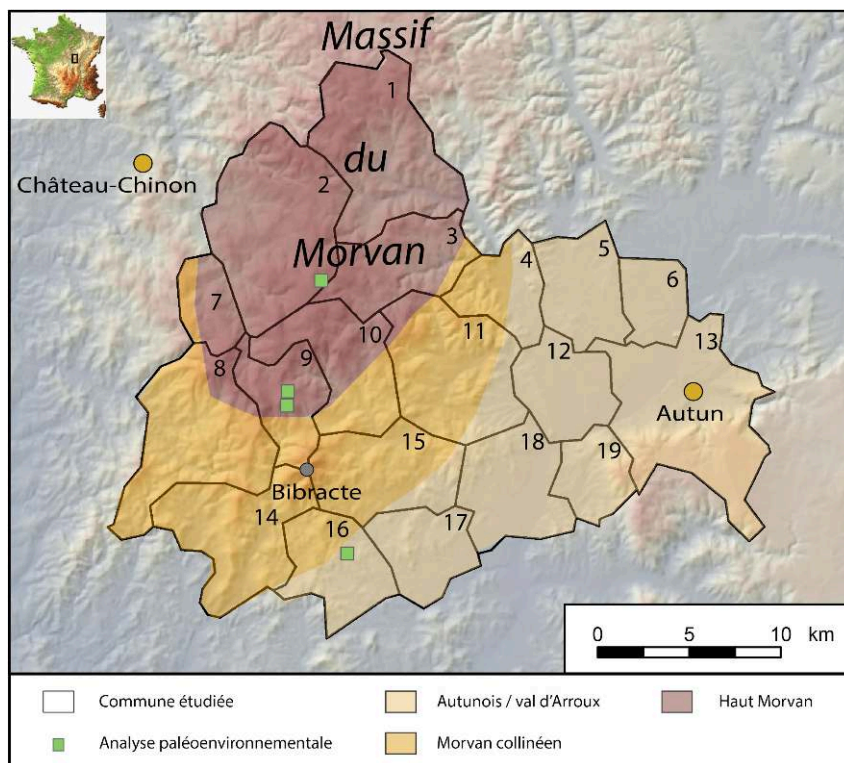 Massif
1
du
2
Château-Chinon
3
Morvan
4
5
6
7
8
9
10
11
12
13
Autun
14
Bibracte
15
16
17
18
19
0 5 10 km
Commune étudiée
Autunois / val d'Arroux
Haut Morvan
Analyse paléoenvironnementale
Morvan collinéen